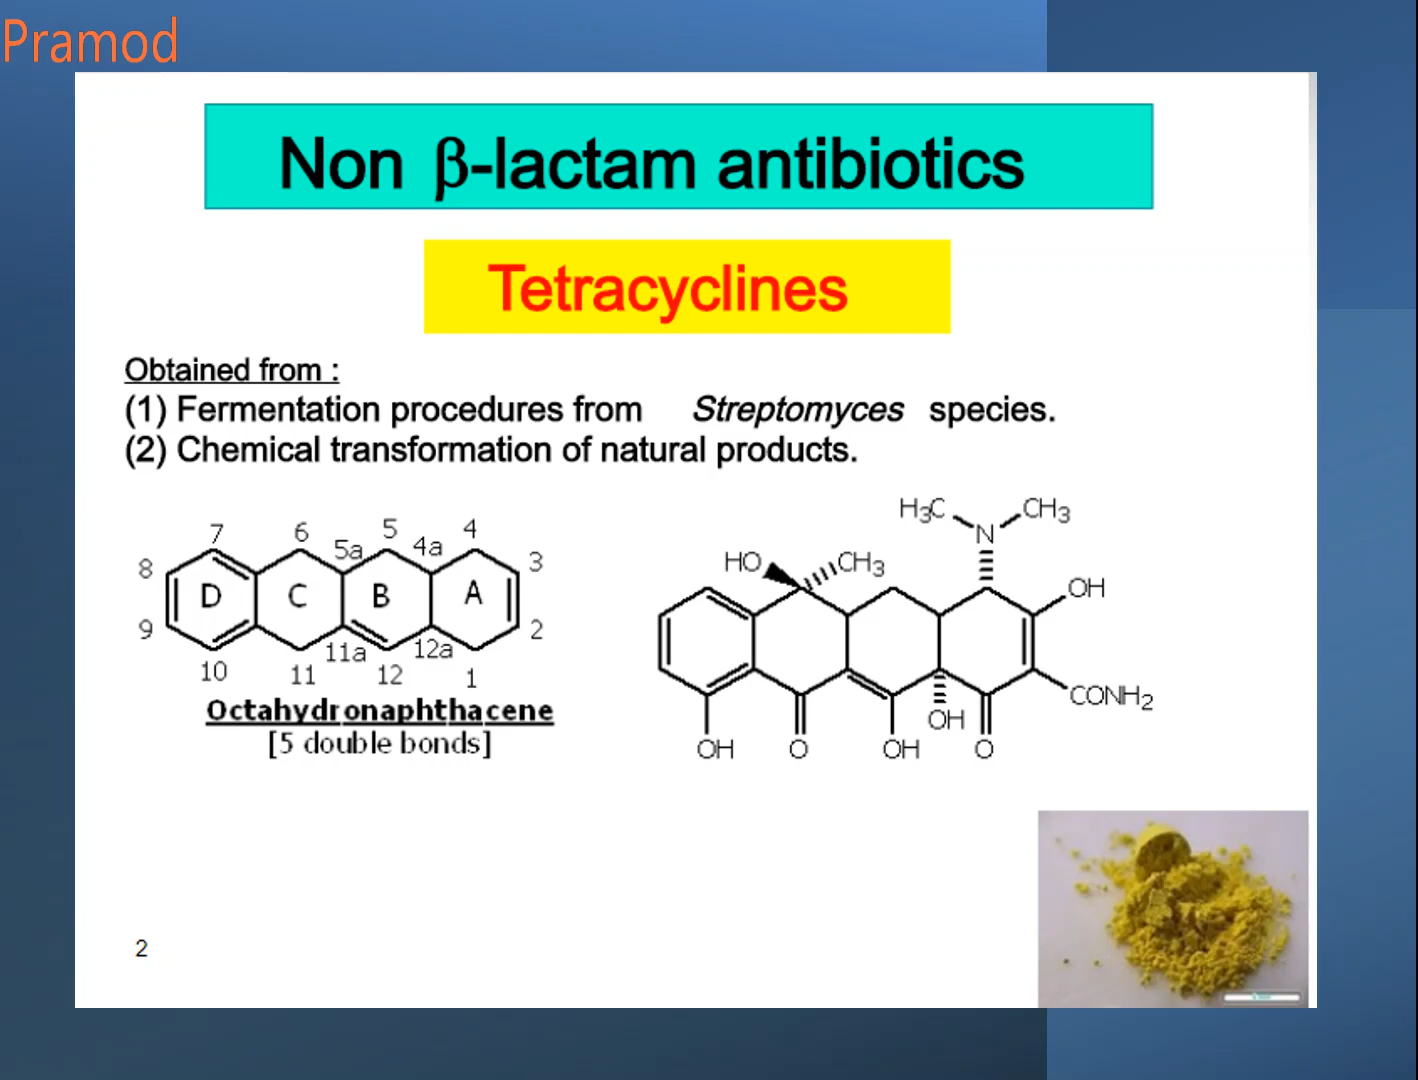 Pramod
Non β-lactam antibiotics
Tetracyclines
Obtained from :
(1) Fermentation procedures from Streptomyces species.
(2) Chemical transformation of natural products.
7 6 5 4
5a 4a
8 3
D C B A
9 2
11a 12a
10 11 12 1
Octahydronaphthacene
[5 double bonds]
H3C CH3
N
HO CH3
OH
CONH2
OH
OH O OH O
2